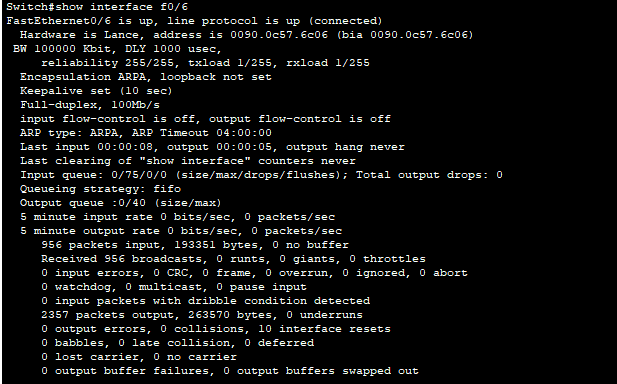 Switch#show interface f0/6
FastEthernet0/6 is up, line protocol is up (connected)
Hardware is Lance, address is 0090.0c57.6c06 (bia 0090.0c57.6c06)
BW 100000 Kbit, DLY 1000 usec,
reliability 255/255, txload 1/255, rxload 1/255
Encapsulation ARPA, loopback not set
Keepalive set (10 sec)
Full-duplex, 100Mb/s
input flow-control is off, output flow-control is off
ARP type: ARPA, ARP Timeout 04:00:00
Last input 00:00:08, output 00:00:05, output hang never
Last clearing of "show interface" counters never
Input queue: 0/75/0/0 (size/max/drops/flushes); Total output drops: 0
Queueing strategy: fifo
Output queue :0/40 (size/max)
5 minute input rate 0 bits/sec, 0 packets/sec
5 minute output rate 0 bits/sec, 0 packets/sec
956 packets input, 193351 bytes, 0 no buffer
Received 956 broadcasts, 0 runts, 0 giants, 0 throttles
0 input errors, 0 CRC, 0 frame, 0 overrun, 0 ignored, 0 abort
0 watchdog, 0 multicast, 0 pause input
0 input packets with dribble condition detected
2357 packets output, 263570 bytes, 0 underruns
0 output errors, 0 collisions, 10 interface resets
0 babbles, 0 late collision, 0 deferred
0 lost carrier, 0 no carrier
0 output buffer failures, 0 output buffers swapped out